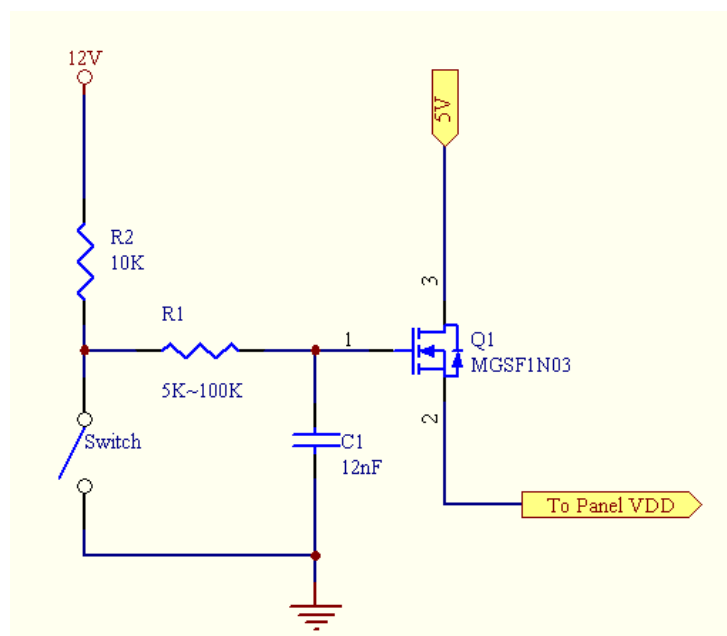 12V
5V
R2
10K
R1
5K~100K
3
1
Q1
MGSF1N03
2
Switch
C1
12nF
To Panel VDD